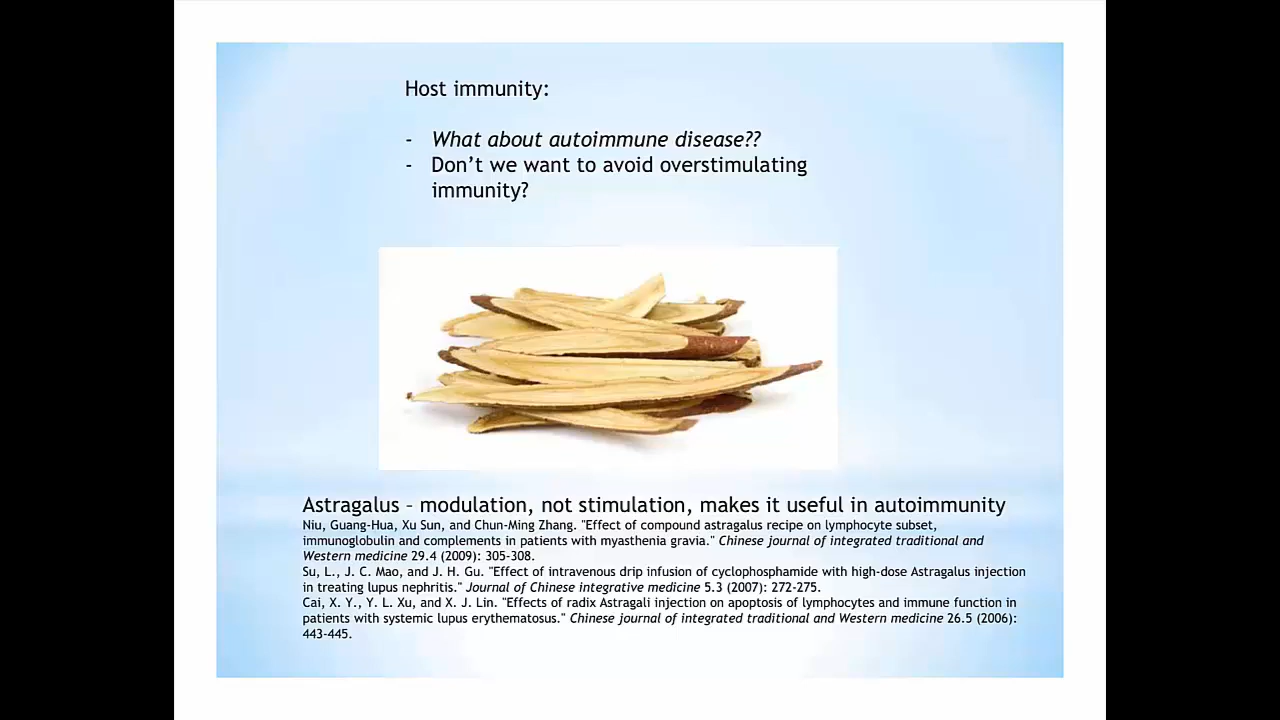 Host immunity:
- What about autoimmune disease??
- Don't we want to avoid overstimulating
immunity?
Astragalus – modulation, not stimulation, makes it useful in autoimmunity
Niu, Guang-Hua, Xu Sun, and Chun-Ming Zhang. "Effect of compound astragalus recipe on lymphocyte subset,
immunoglobulin and complements in patients with myasthenia gravia." Chinese journal of integrated traditional and
Western medicine 29.4 (2009): 305-308.
Su, L., J. C. Mao, and J. H. Gu. "Effect of intravenous drip infusion of cyclophosphamide with high-dose Astragalus injection
in treating lupus nephritis." Journal of Chinese integrative medicine 5.3 (2007): 272-275.
Cai, X. Y., Y. L. Xu, and X. J. Lin. "Effects of radix Astragali injection on apoptosis of lymphocytes and immune function in
patients with systemic lupus erythematosus." Chinese journal of integrated traditional and Western medicine 26.5 (2006):
443-445.